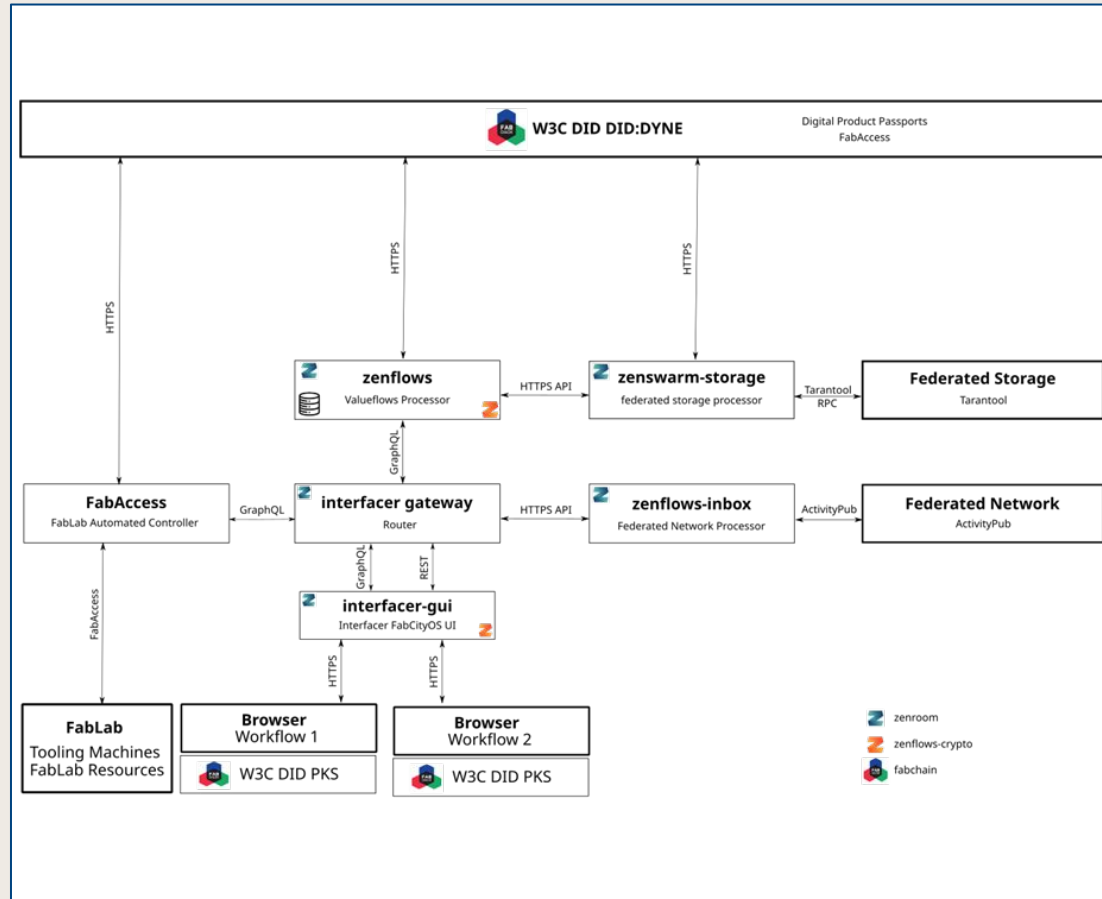 W3C DID DID:DYNE
Digital Product Passports
FabAccess
HTTPS
HTTPS
HTTPS
zenflows
Valueflows Processor
HTTPS API
zenswarm-storage
federated storage processor
Tarantool
RPC
Federated Storage
Tarantool
GraphQL
FabAccess
FabLab Automated Controller
GraphQL
interfacer gateway
Router
HTTPS API
zenflows-inbox
Federated Network Processor
ActivityPub
Federated Network
ActivityPub
GraphQL
REST
FabAccess
interfacer-gui
Interfacer FabCityOS UI
HTTPS
HTTPS
FabLab
Tooling Machines
FabLab Resources
Browser
Workflow 1
W3C DID PKS
Browser
Workflow 2
W3C DID PKS
zenroom
zenflows-crypto
fabchain